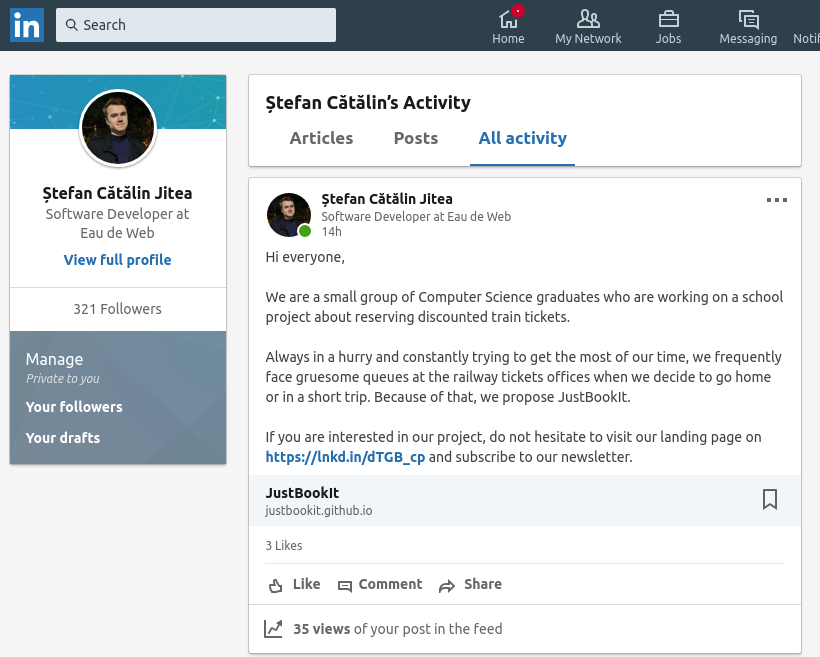 in
Search
Home
My Network
Jobs
Messaging
Notif
Ștefan Cătălin Jitea
Software Developer at
Eau de Web
View full profile
321 Followers
Manage
Private to you
Your followers
Your drafts
Ștefan Cătălin’s Activity
Articles
Posts
All activity
Ștefan Cătălin Jitea
Software Developer at Eau de Web
14h
Hi everyone,
We are a small group of Computer Science graduates who are working on a school
project about reserving discounted train tickets.
Always in a hurry and constantly trying to get the most of our time, we frequently
face gruesome queues at the railway tickets offices when we decide to go home
or in a short trip. Because of that, we propose JustBookIt.
If you are interested in our project, do not hesitate to visit our landing page on
https://lnkd.in/dTGB_cp and subscribe to our newsletter.
JustBookIt
justbookit.github.io
3 Likes
Like
Comment
Share
35 views of your post in the feed